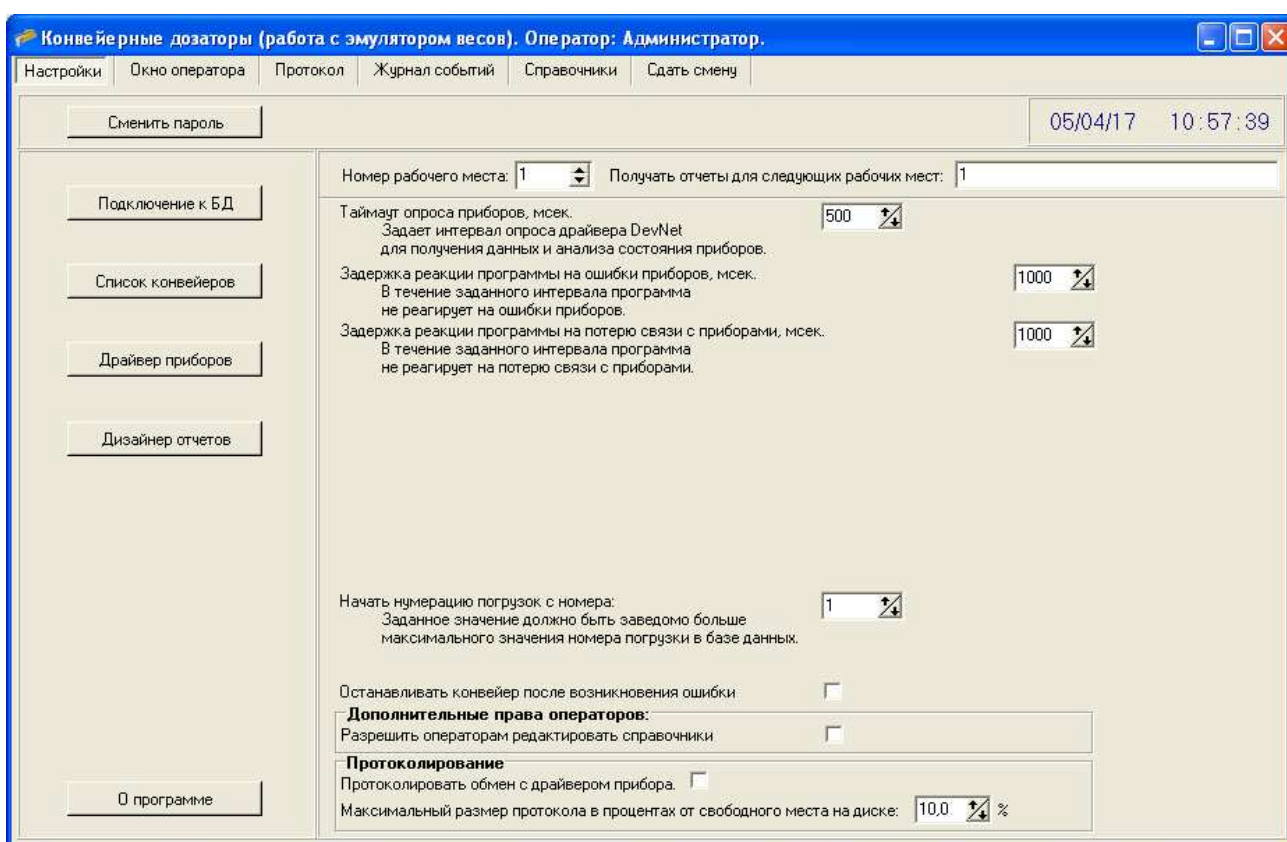 Конвейерные дозаторы (работа с эмулятором весов). Оператор: Администратор.
Настройки Окно оператора Протокол Журнал событий Справочники Сдать смену
Сменить пароль 05/04/17 10:57:39
Номер рабочего места: 1 Получать отчеты для следующих рабочих мест: 1
Подключение к БД
Таймаут опроса приборов, мсек. 500
Задает интервал опроса драйвера DevNet
для получения данных и анализа состояния приборов.
Список конвейеров
Задержка реакции программы на ошибки приборов, мсек. 1000
В течение заданного интервала программа
не реагирует на ошибки приборов.
Задержка реакции программы на потерю связи с приборами, мсек. 1000
В течение заданного интервала программа
не реагирует на потерю связи с приборами.
Драйвер приборов
Дизайнер отчетов
Начать нумерацию погрузок с номера: 1
Заданное значение должно быть заведомо больше
максимального значения номера погрузки в базе данных.
Останавливать конвейер после возникновения ошибки
Дополнительные права операторов:
Разрешить операторам редактировать справочники
Протоколирование
Протоколировать обмен с драйвером прибора.
О программе
Максимальный размер протокола в процентах от свободного места на диске: 10,0 %